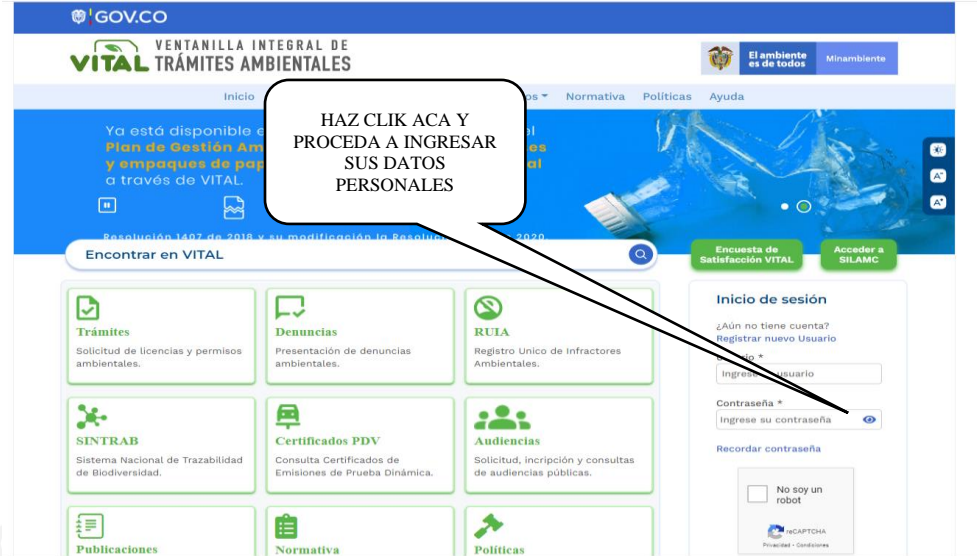 GOV.CO
VITAL
VENTANILLA INTEGRAL DE
TRÁMITES AMBIENTALES
El ambiente
es de todos
Minambiente
Inicio
Normativa
Políticas
Ayuda
HAZ CLIK ACA Y
PROCEDA A INGRESAR
SUS DATOS
PERSONALES
Ya está disponible
Plan de Gestión
y empaques de
a través de VITAL.
Resolución 1407 de 2018 y su modificación la 2020.
A-
A+
Encontrar en VITAL
Encuesta de
Satisfacción VITAL
Acceder a
SILAMC
Trámites
Solicitud de licencias y permisos
ambientales.
Denuncias
Presentación de denuncias
ambientales.
RUIA
Registro Unico de Infractores
Ambientales.
SINTRAB
Sistema Nacional de Trazabilidad
de Biodiversidad.
Certificados PDV
Consulta Certificados de
Emisiones de Prueba Dinámica.
Audiencias
Solicitud, incripción y consultas
de audiencias públicas.
Publicaciones
Normativa
Políticas
Inicio de sesión
¿Aún no tiene cuenta?
Registrar nuevo Usuario
*
usuario
Contraseña *
Ingrese su contraseña
Recordar contraseña
No soy un
robot
reCAPTCHA
Privacidad - Condiciones